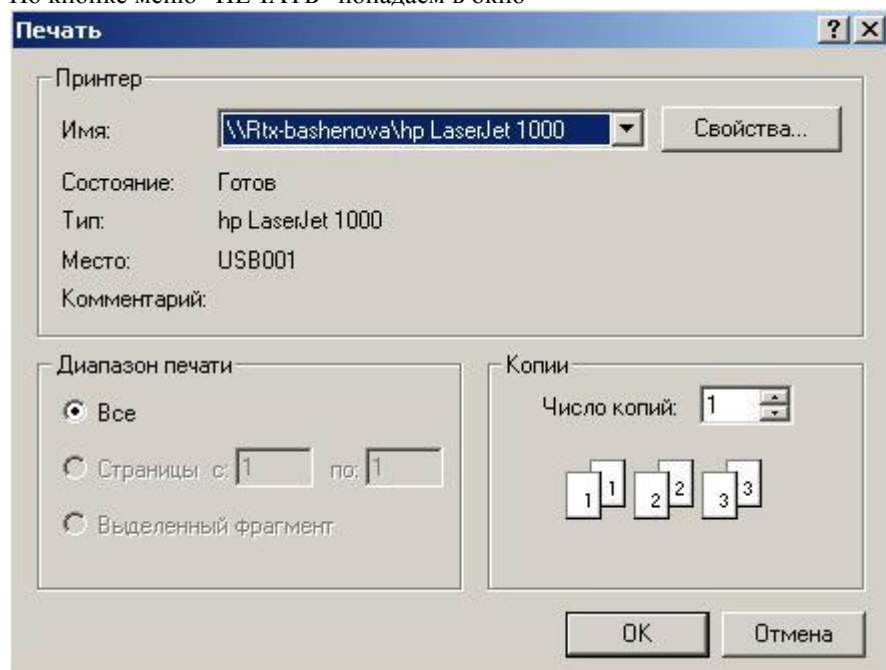 По кнопке меню "ПЕЧАТЬ" попадаем в окно
Печать
Принтер
Имя: \\Rtx-bashenova\hp LaserJet 1000 Свойства...
Состояние: Готов
Тип: hp LaserJet 1000
Место: USB001
Комментарий:
Диапазон печати
Все
Страницы с: 1 по: 1
Выделенный фрагмент
Копии
Число копий: 1
1 1 2 2 3 3
OK Отмена